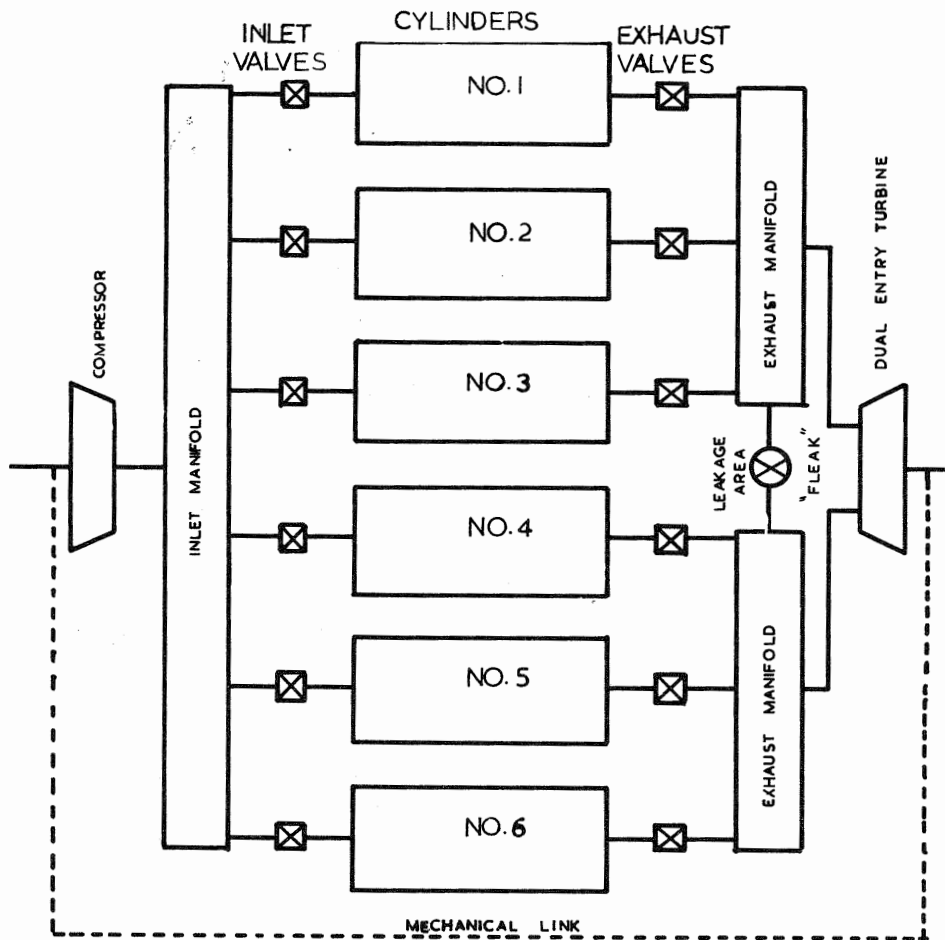 CYLINDERS
INLET
VALVES
EXHAUST
VALVES
NO. 1
NO. 2
NO. 3
NO. 4
NO. 5
NO. 6
COMPRESSOR
INLET MANIFOLD
EXHAUST MANIFOLD
DUAL ENTRY TURBINE
LEAKAGE
AREA
"FLEAK"
EXHAUST MANIFOLD
MECHANICAL LINK